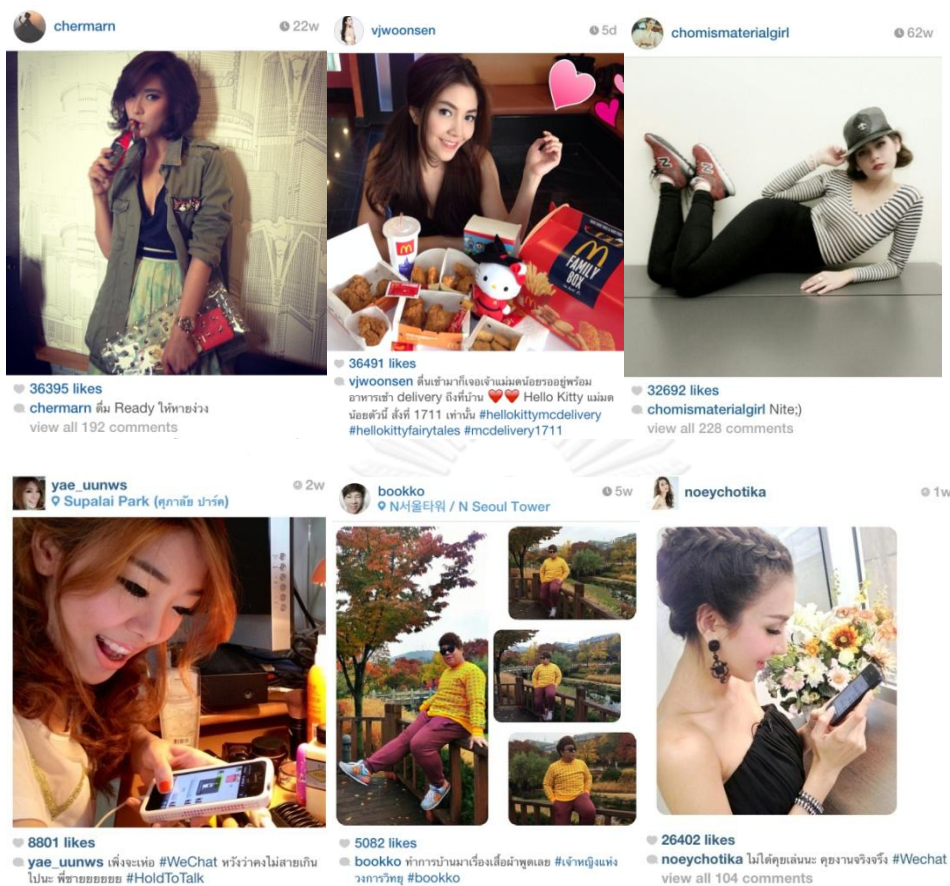 chermarn 22w
36395 likes
chermarn ดื่ม Ready ให้หายง่วง
view all 192 comments
vjwoonsen 5d
M
FAMILY
BOX
36491 likes
vjwoonsen ตื่นเช้ามาก็เจอเจ้าแม่มดน้อยรออยู่พร้อม
อาหารเช้า delivery ถึงที่บ้าน ❤️❤️ Hello Kitty แม่มด
น้อยตัวนี้ สั่งที่ 1711 เท่านั้น #hellokittymcdelivery
#hellokittyfairytales #mcdelivery1711
chomismaterialgirl 62w
N
32692 likes
chomismaterialgirl Nite;)
view all 228 comments
yae_uunws 2w
Supalai Park (ศุภาลัย ปาร์ค)
8801 likes
yae_uunws เพิ่งจะเห่อ #WeChat หวังว่าคงไม่สายเกิน
ไปนะ พี่ชายยยยยย #HoldToTalk
bookko 5w
N서울타워 / N Seoul Tower
5082 likes
bookko ทำการบ้านมาเรื่องเสื้อผ้าพูดเลย #เจ้าหญิงแห่ง
วงการวิทยุ #bookko
noeychotika 1w
26402 likes
noeychotika ไม่ได้คุยเล่นนะ คุยงานจริงจริ๊ง #Wechat
view all 104 comments